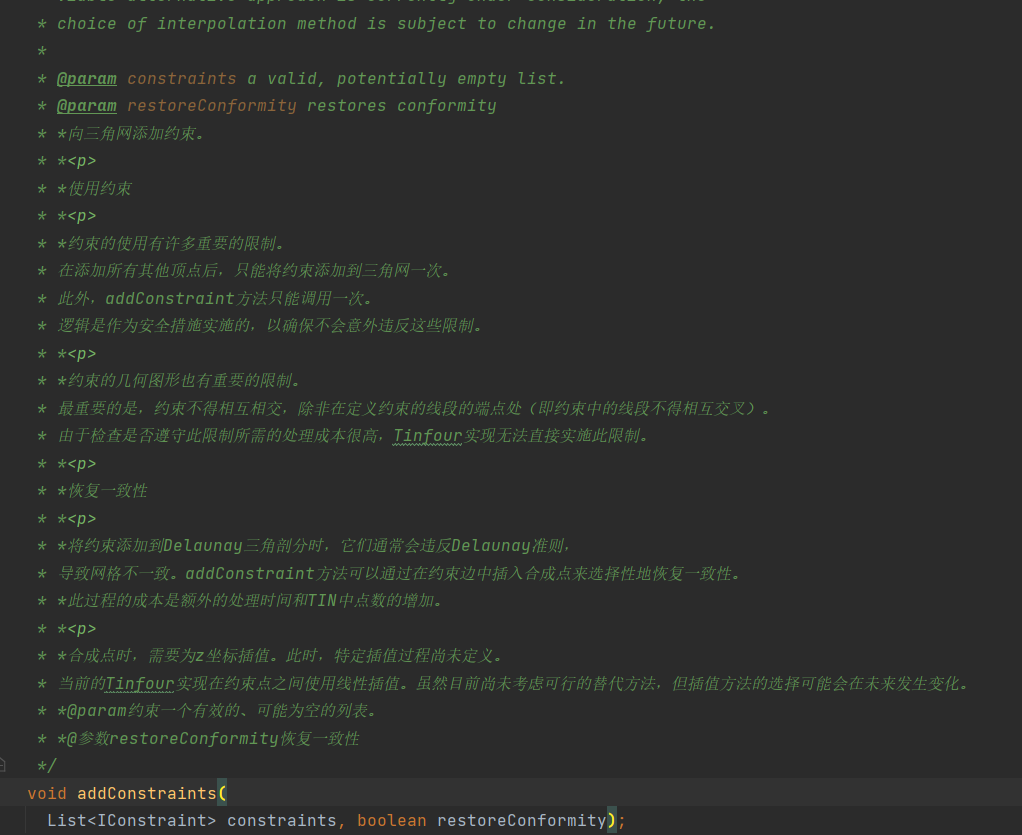 * choice of interpolation method is subject to change in the future.
*
* @param constraints a valid, potentially empty list.
* @param restoreConformity restores conformity
* *向三角网添加约束。
* *<p>
* *使用约束
* *<p>
* *约束的使用有许多重要的限制。
* 在添加所有其他顶点后，只能将约束添加到三角网一次。
* 此外，addConstraint方法只能调用一次。
* 逻辑是作为安全措施实施的，以确保不会意外违反这些限制。
* *<p>
* *约束的几何图形也有重要的限制。
* 最重要的是，约束不得相互相交，除非在定义约束的线段的端点处（即约束中的线段不得相互交叉）。
* 由于检查是否遵守此限制所需的处理成本很高，Tinfour实现无法直接实施此限制。
* *<p>
* *恢复一致性
* *<p>
* *将约束添加到Delaunay三角剖分时，它们通常会违反Delaunay准则，
* 导致网格不一致。addConstraint方法可以通过在约束边中插入合成点来选择性地恢复一致性。
* *此过程的成本是额外的处理时间和TIN中点数的增加。
* *<p>
* *合成点时，需要为z坐标插值。此时，特定插值过程尚未定义。
* 当前的Tinfour实现在约束点之间使用线性插值。虽然目前尚未考虑可行的替代方法，但插值方法的选择可能会在未来发生变化。
* *@param约束一个有效的、可能为空的列表。
* *@参数restoreConformity恢复一致性
*/
void addConstraints(
List<IConstraint> constraints, boolean restoreConformity);